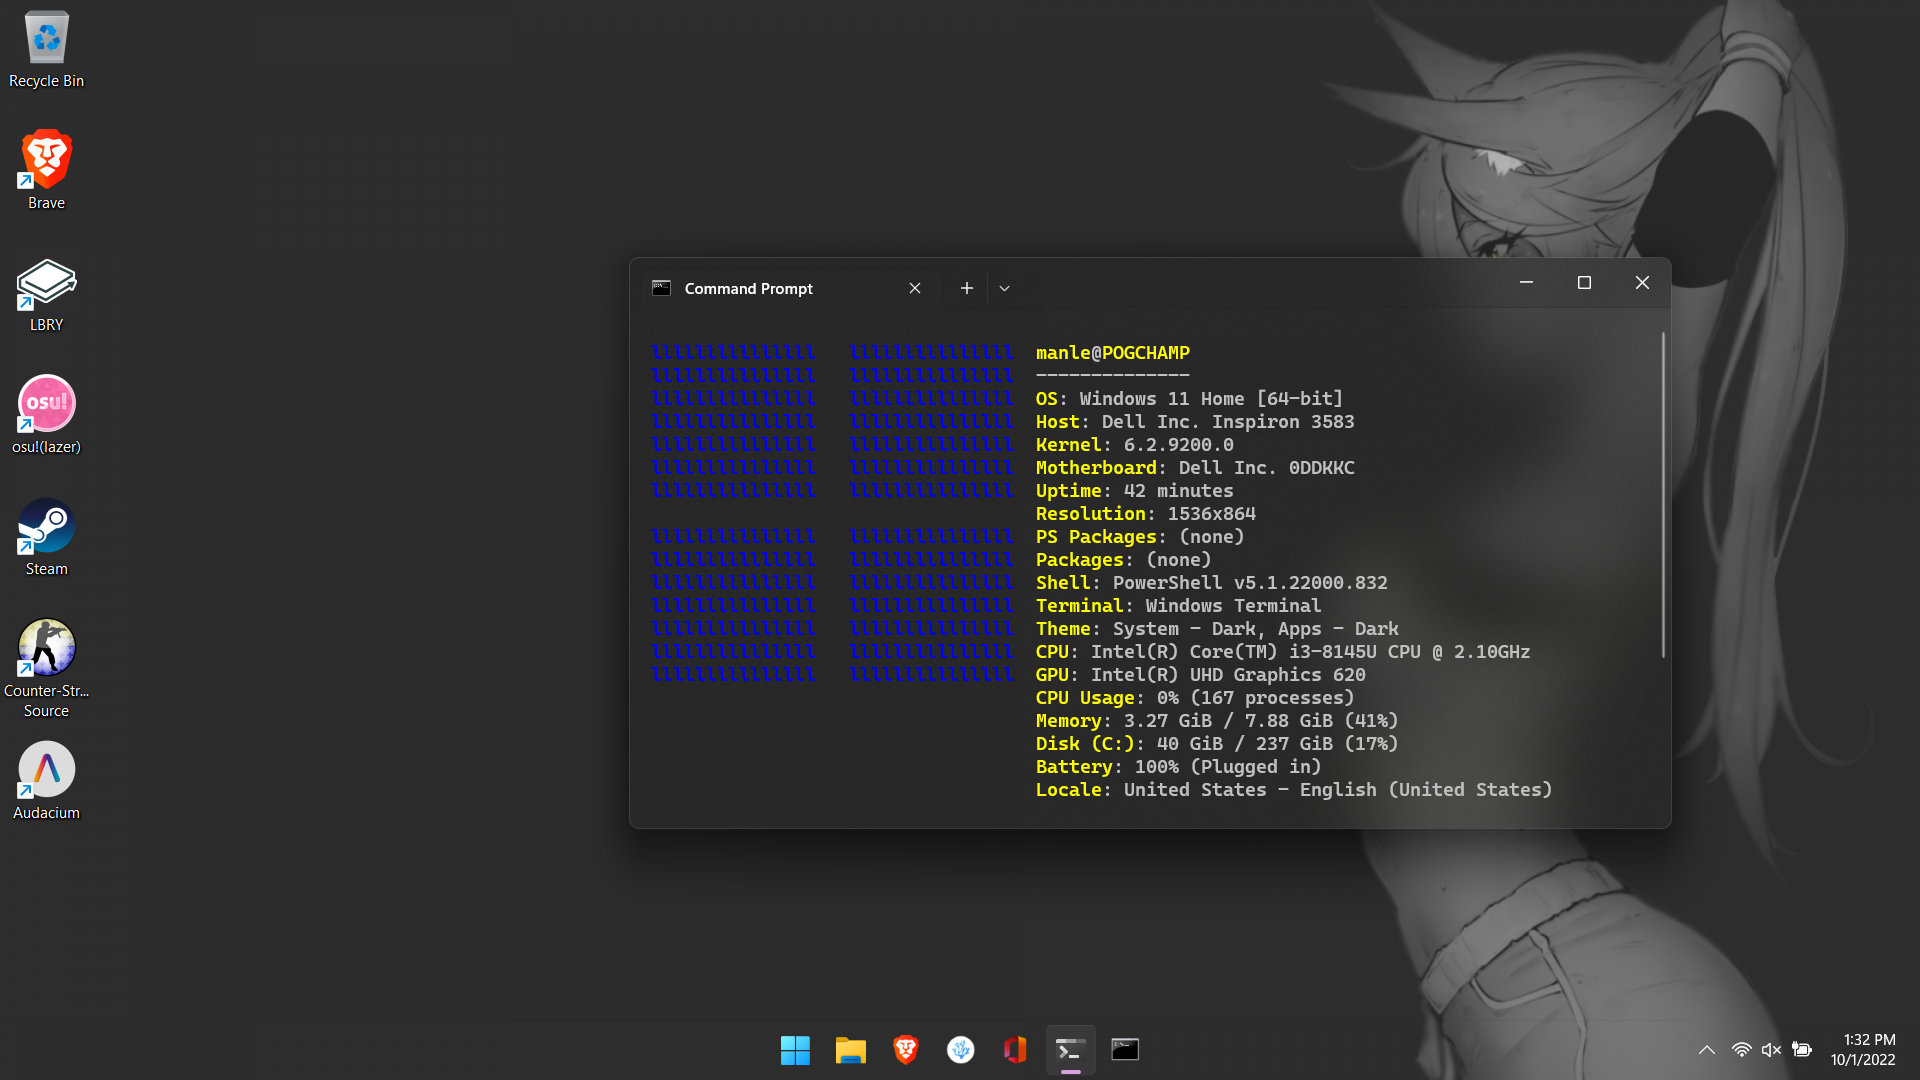 Recycle Bin
Brave
LBRY
osu!
osu!(lazer)
Steam
Counter-Str...
Source
Audacium
Command Prompt
lllllllllllllll   lllllllllllllll
lllllllllllllll   lllllllllllllll
lllllllllllllll   lllllllllllllll
lllllllllllllll   lllllllllllllll
lllllllllllllll   lllllllllllllll
lllllllllllllll   lllllllllllllll
lllllllllllllll   lllllllllllllll
lllllllllllllll   lllllllllllllll
lllllllllllllll   lllllllllllllll
lllllllllllllll   lllllllllllllll
lllllllllllllll   lllllllllllllll
lllllllllllllll   lllllllllllllll
lllllllllllllll   lllllllllllllll
lllllllllllllll   lllllllllllllll
manle@POGCHAMP
--------------
OS: Windows 11 Home [64-bit]
Host: Dell Inc. Inspiron 3583
Kernel: 6.2.9200.0
Motherboard: Dell Inc. 0DDKKC
Uptime: 42 minutes
Resolution: 1536x864
PS Packages: (none)
Packages: (none)
Shell: PowerShell v5.1.22000.832
Terminal: Windows Terminal
Theme: System - Dark, Apps - Dark
CPU: Intel(R) Core(TM) i3-8145U CPU @ 2.10GHz
GPU: Intel(R) UHD Graphics 620
CPU Usage: 0% (167 processes)
Memory: 3.27 GiB / 7.88 GiB (41%)
Disk (C:): 40 GiB / 237 GiB (17%)
Battery: 100% (Plugged in)
Locale: United States - English (United States)
1:32 PM
10/1/2022